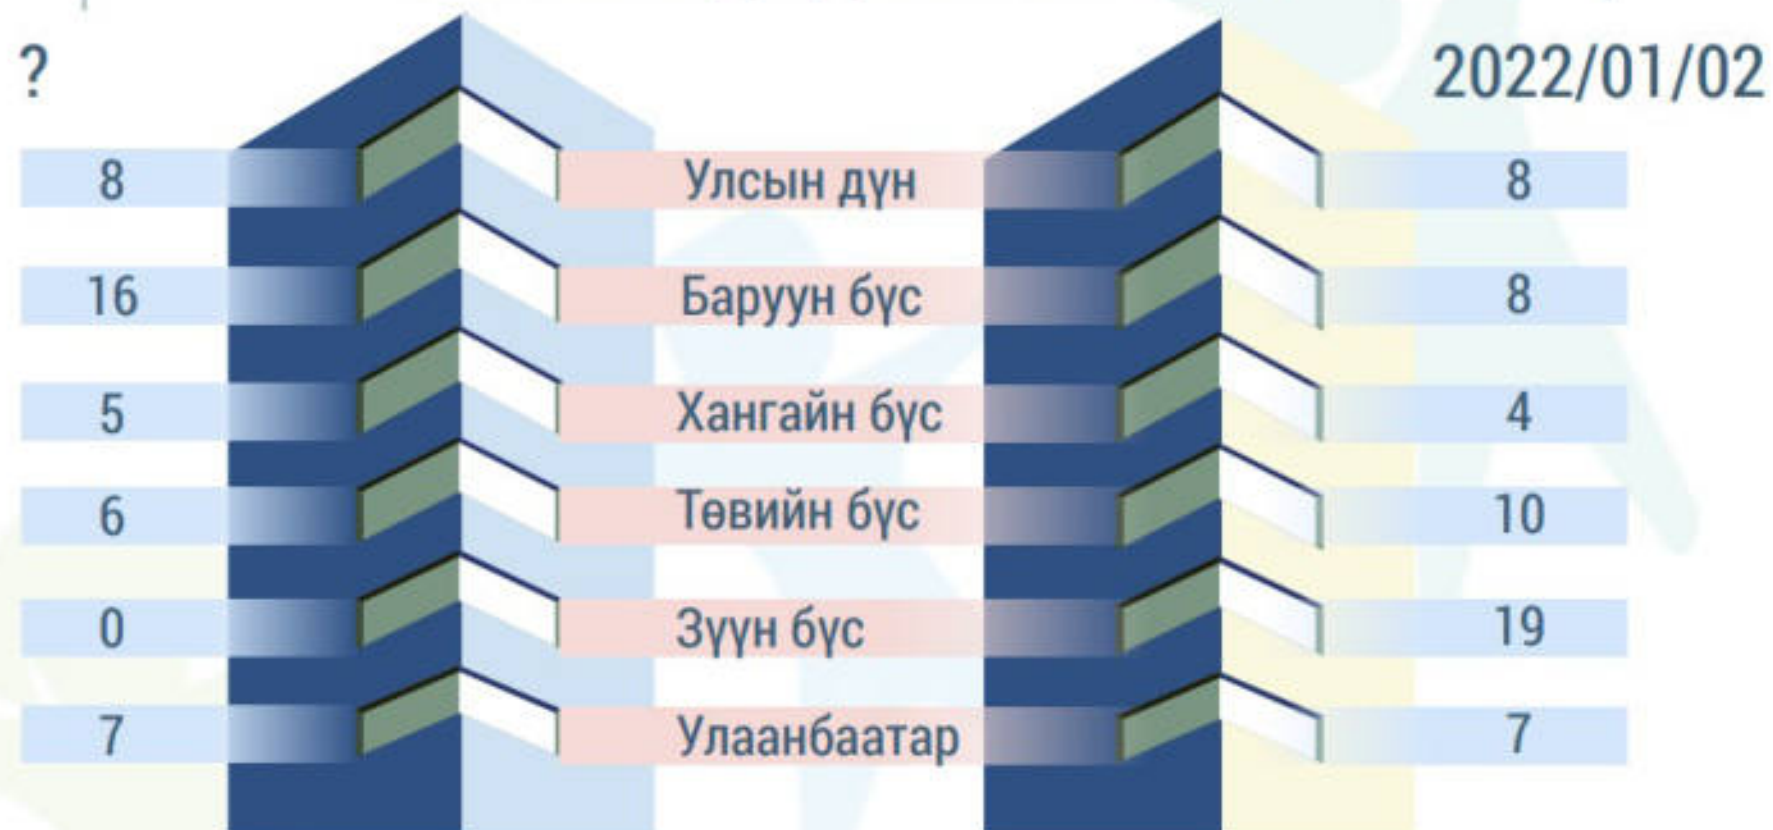 ? 2022/01/02
8 Улсын дүн 8
16 Баруун бүс 8
5 Хангайн бүс 4
6 Төвийн бүс 10
0 Зүүн бүс 19
7 Улаанбаатар 7